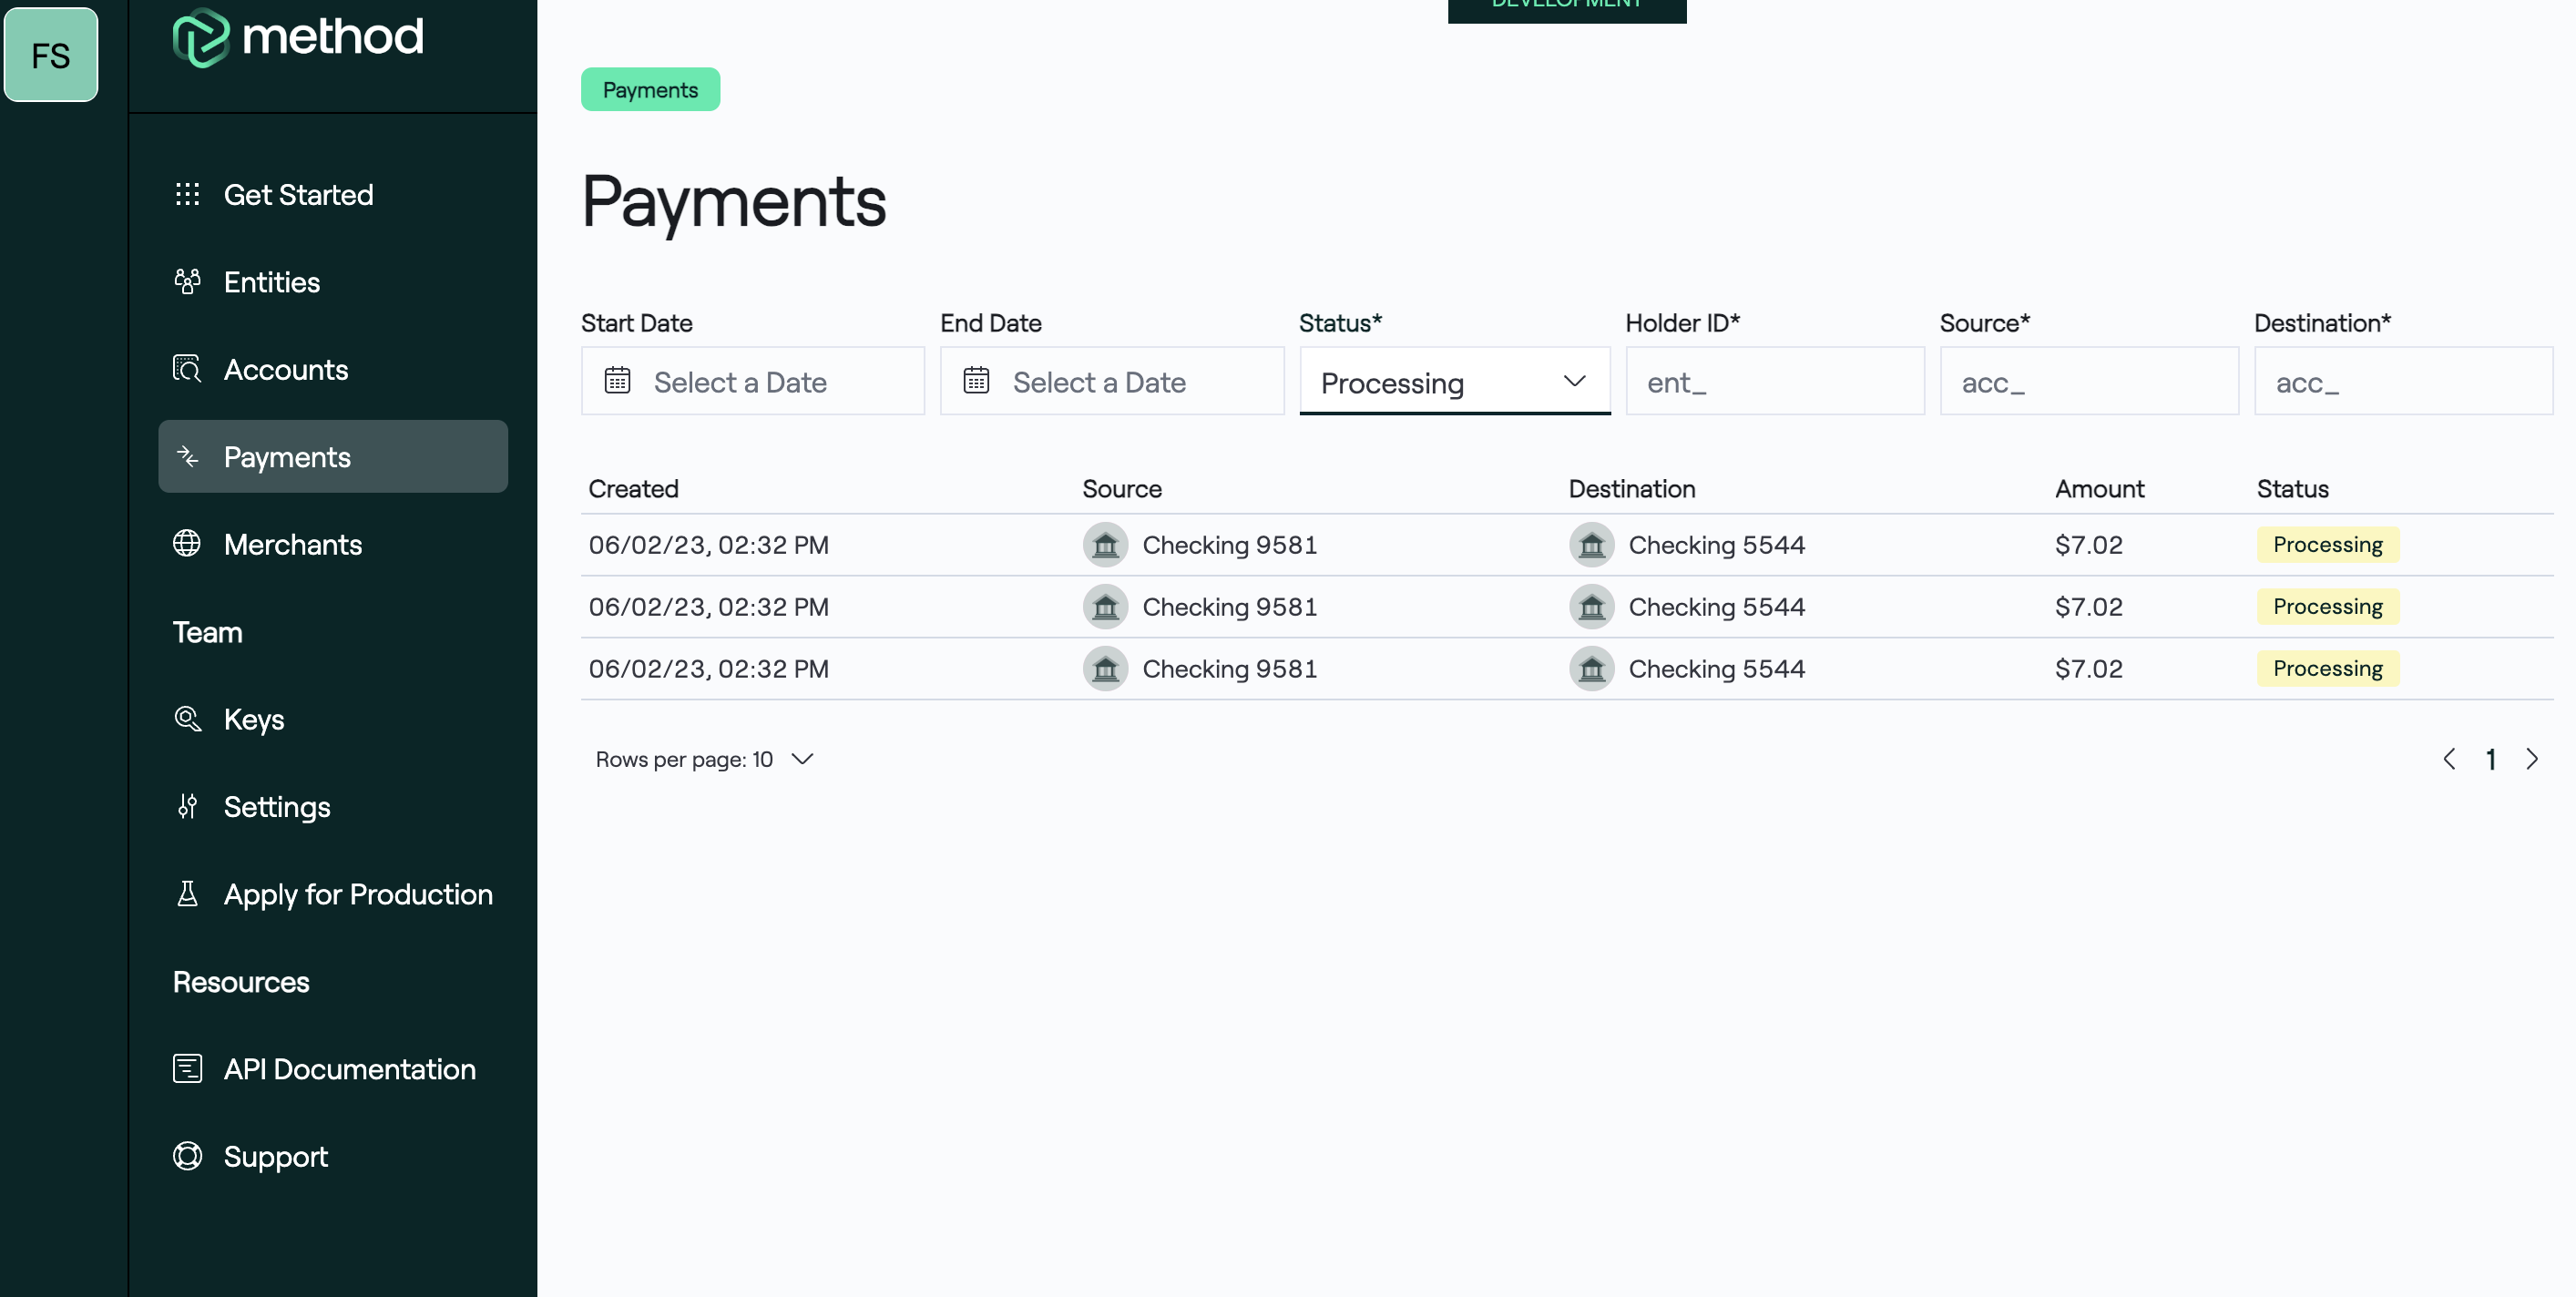 DEVELOPMENT
FS
method
Get Started
Entities
Accounts
Payments
Merchants
Team
Keys
Settings
Apply for Production
Resources
API Documentation
Support
Payments
Payments
Start Date End Date Status* Holder ID* Source* Destination*
Select a Date Select a Date Processing ent_ acc_ acc_
Created Source Destination Amount Status
06/02/23, 02:32 PM Checking 9581 Checking 5544 $7.02 Processing
06/02/23, 02:32 PM Checking 9581 Checking 5544 $7.02 Processing
06/02/23, 02:32 PM Checking 9581 Checking 5544 $7.02 Processing
Rows per page: 10 1